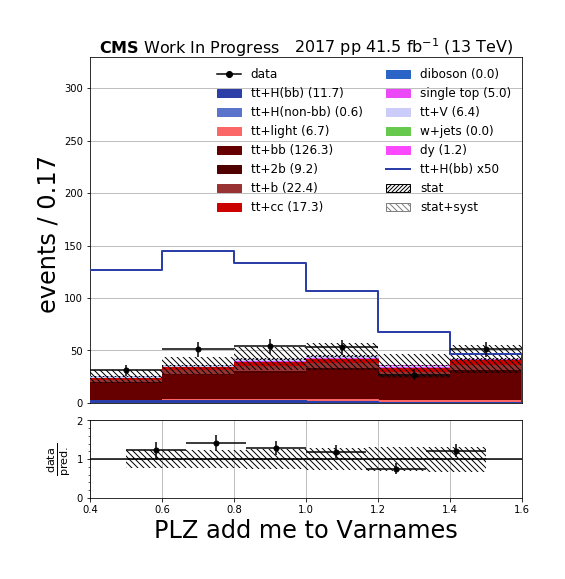 CMS Work In Progress 2017 pp 41.5 fb⁻¹ (13 TeV)
data
tt+H(bb) (11.7)
tt+H(non-bb) (0.6)
tt+light (6.7)
tt+bb (126.3)
tt+2b (9.2)
tt+b (22.4)
tt+cc (17.3)
diboson (0.0)
single top (5.0)
tt+V (6.4)
w+jets (0.0)
dy (1.2)
tt+H(bb) x50
stat
stat+syst
events / 0.17
300
250
200
150
100
50
0
data
pred.
2
1
0
0.4 0.6 0.8 1.0 1.2 1.4 1.6
PLZ add me to Varnames